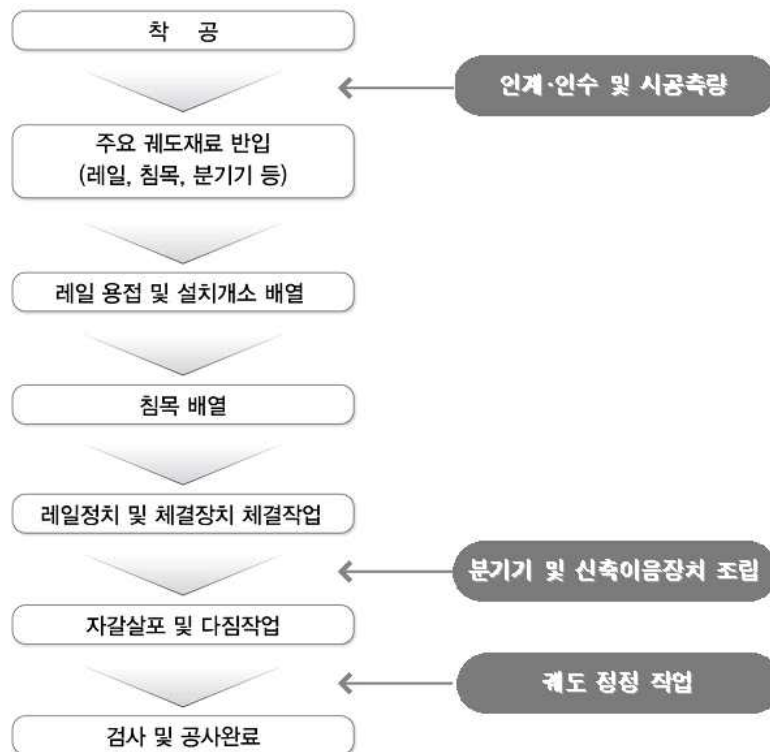 착 공
인계·인수 및 시공측량
주요 궤도재료 반입
(레일, 침목, 분기기 등)
레일 용접 및 설치개소 배열
침목 배열
레일정치 및 체결장치 체결작업
분기기 및 신축이음장치 조립
자갈살포 및 다짐작업
궤도 정정 작업
검사 및 공사완료